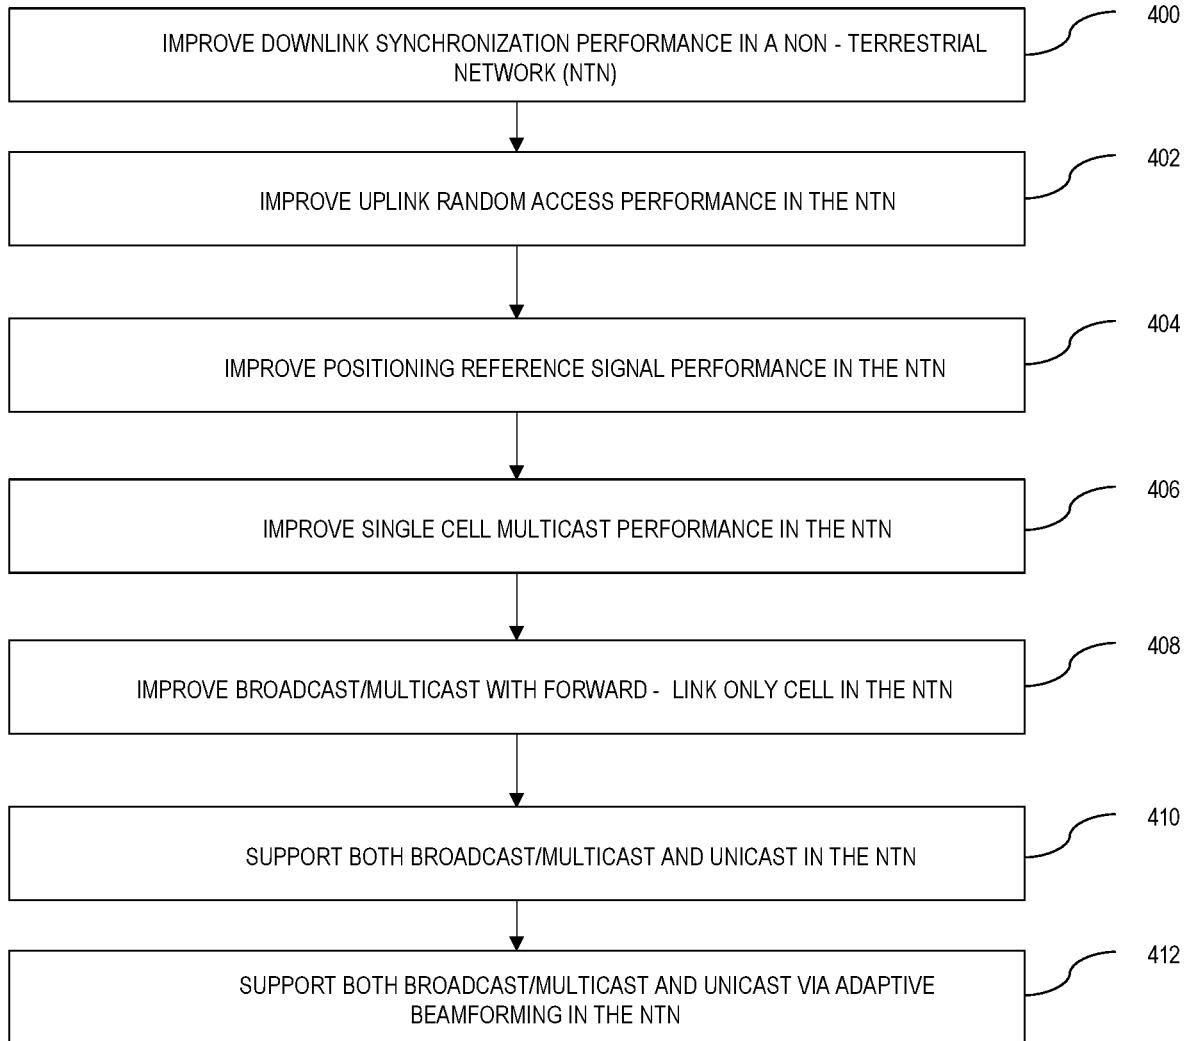 400
IMPROVE DOWNLINK SYNCHRONIZATION PERFORMANCE IN A NON - TERRESTRIAL
NETWORK (NTN)
402
IMPROVE UPLINK RANDOM ACCESS PERFORMANCE IN THE NTN
404
IMPROVE POSITIONING REFERENCE SIGNAL PERFORMANCE IN THE NTN
406
IMPROVE SINGLE CELL MULTICAST PERFORMANCE IN THE NTN
408
IMPROVE BROADCAST/MULTICAST WITH FORWARD - LINK ONLY CELL IN THE NTN
410
SUPPORT BOTH BROADCAST/MULTICAST AND UNICAST IN THE NTN
412
SUPPORT BOTH BROADCAST/MULTICAST AND UNICAST VIA ADAPTIVE
BEAMFORMING IN THE NTN